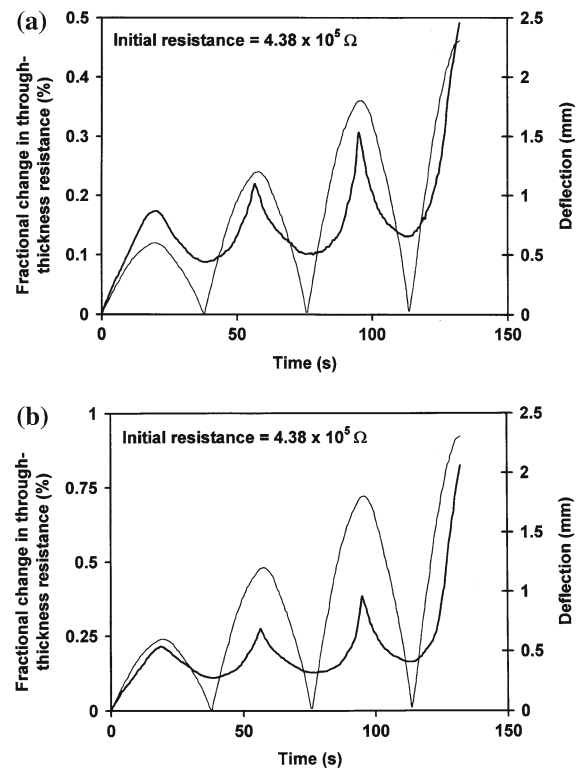 (a)
Initial resistance = 4.38 x 10⁵ Ω
Fractional change in through-
thickness resistance (%)
0.5
0.4
0.3
0.2
0.1
0
2.5
2
1.5
1
0.5
0
Deflection (mm)
0
50
100
150
Time (s)
(b)
Initial resistance = 4.38 x 10⁵ Ω
Fractional change in through-
thickness resistance (%)
1
0.75
0.5
0.25
0
2.5
2
1.5
1
0.5
0
Deflection (mm)
0
50
100
150
Time (s)